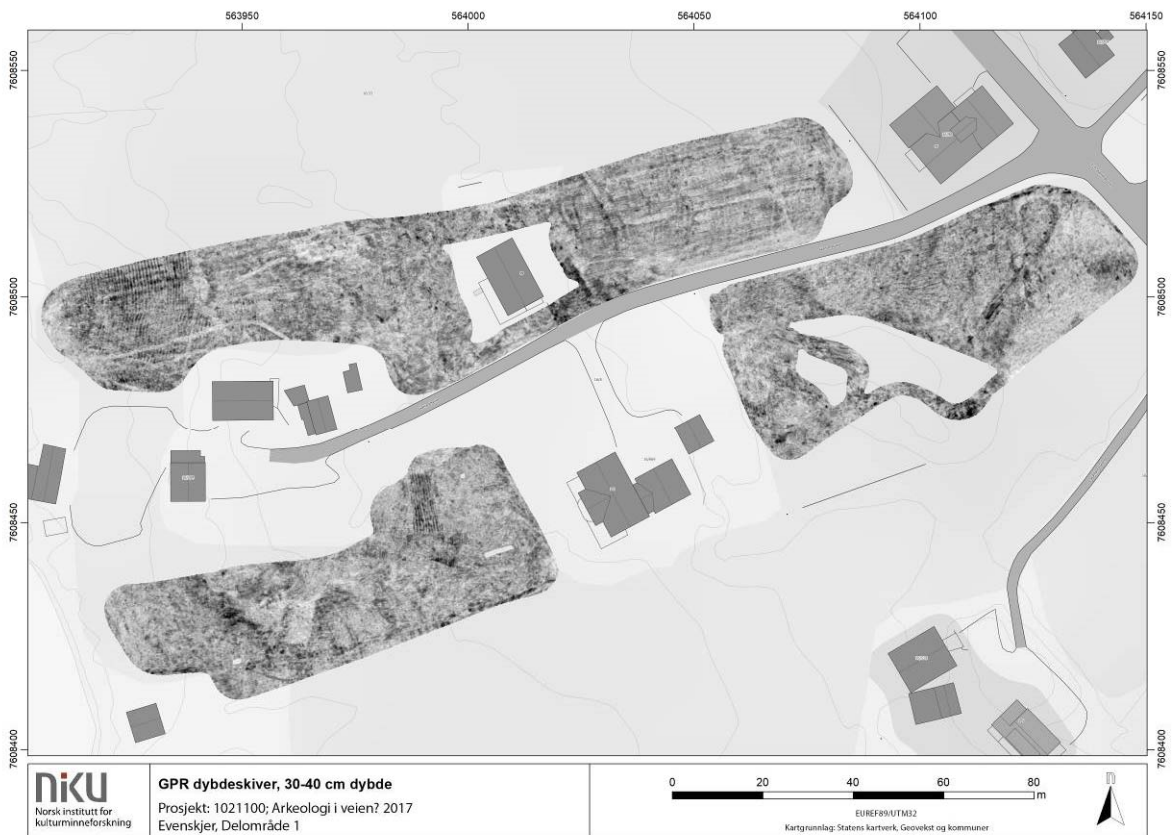 563950 564000 564050 564100 564150
7608550 7608550
7608500 7608500
7608450 7608450
7608400 7608400
niku
Norsk institutt for
kulturminneforskning
GPR dybdeskiver, 30-40 cm dybde
Prosjekt: 1021100; Arkeologi i veien? 2017
Evenskjer, Delområde 1
0 20 40 60 80
m
EUREF89/UTM32
Kartgrunnlag: Statens kartverk, Geovekst og kommuner
n